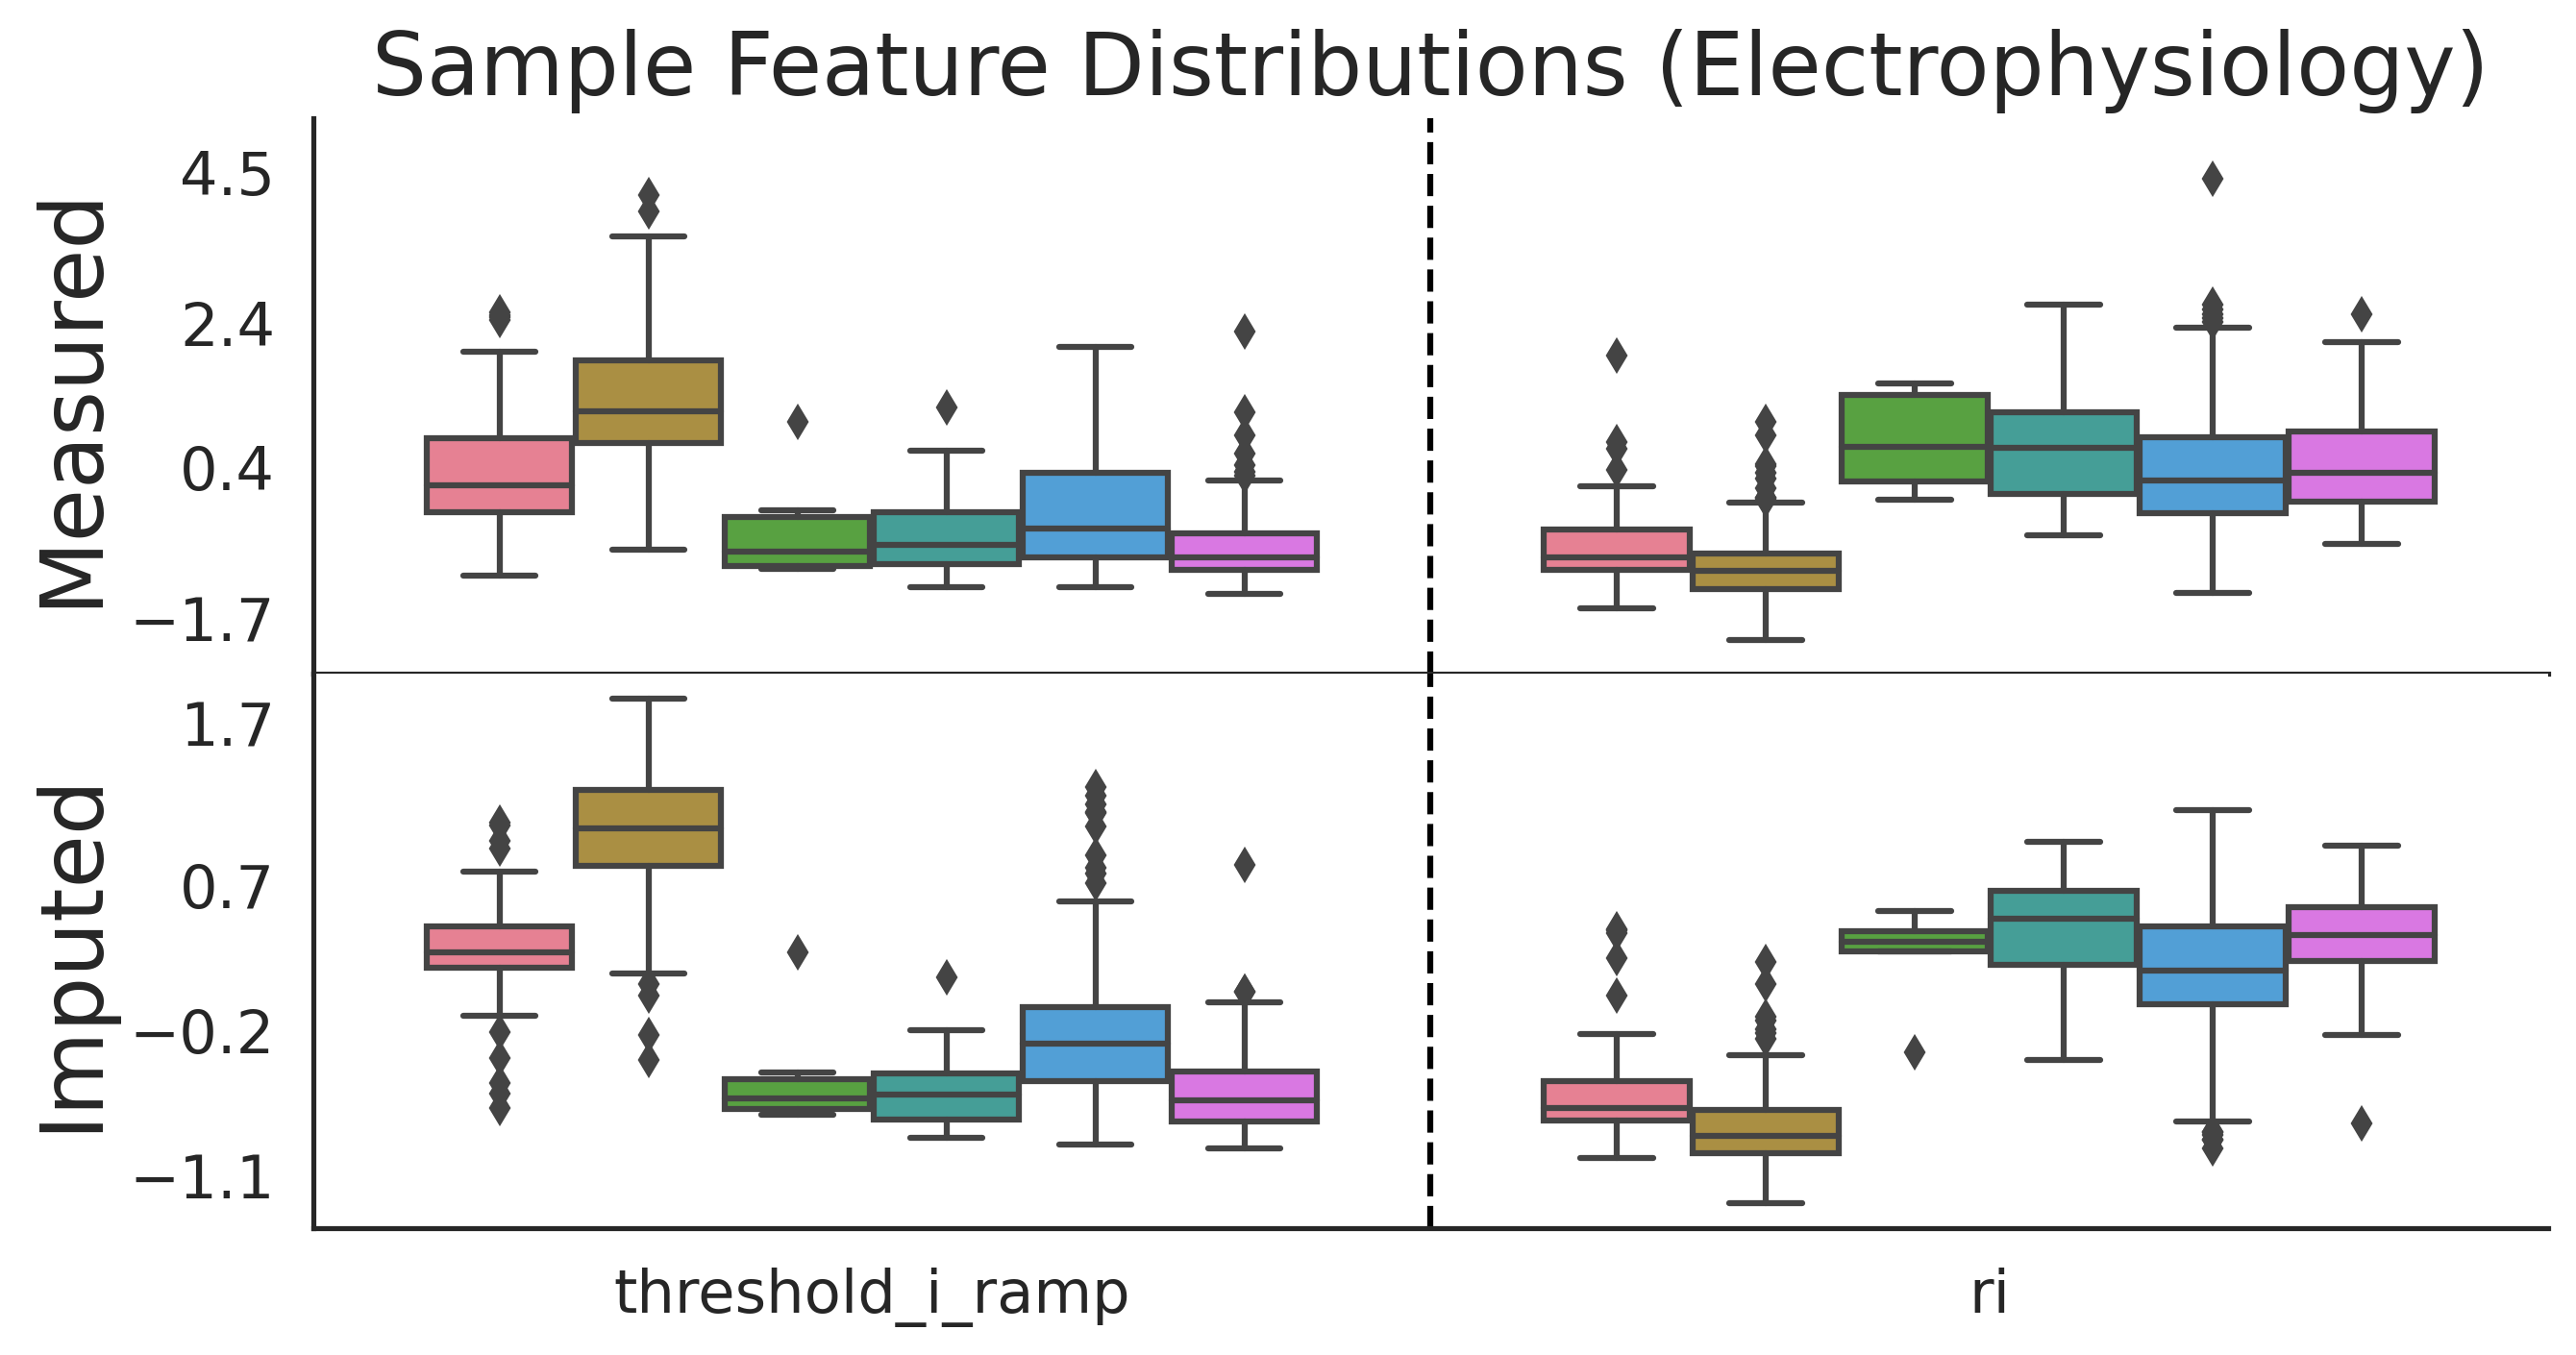 Sample Feature Distributions (Electrophysiology)
Measured
4.5
2.4
0.4
−1.7
Imputed
1.7
0.7
−0.2
−1.1
threshold_i_ramp
ri